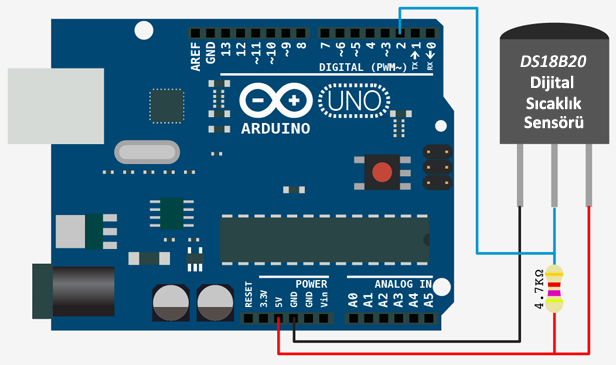 AREF
GND
13
12
~11
~10
~9
8
7
~6
~5
4
~3
2
TX→1
RX←0
DIGITAL (PWM~)
UNO
ARDUINO
DS18B20
Dijital
Sıcaklık
Sensörü
4.7KΩ
POWER
ANALOG IN
RESET
3.3V
5V
GND
GND
Vin
A0
A1
A2
A3
A4
A5